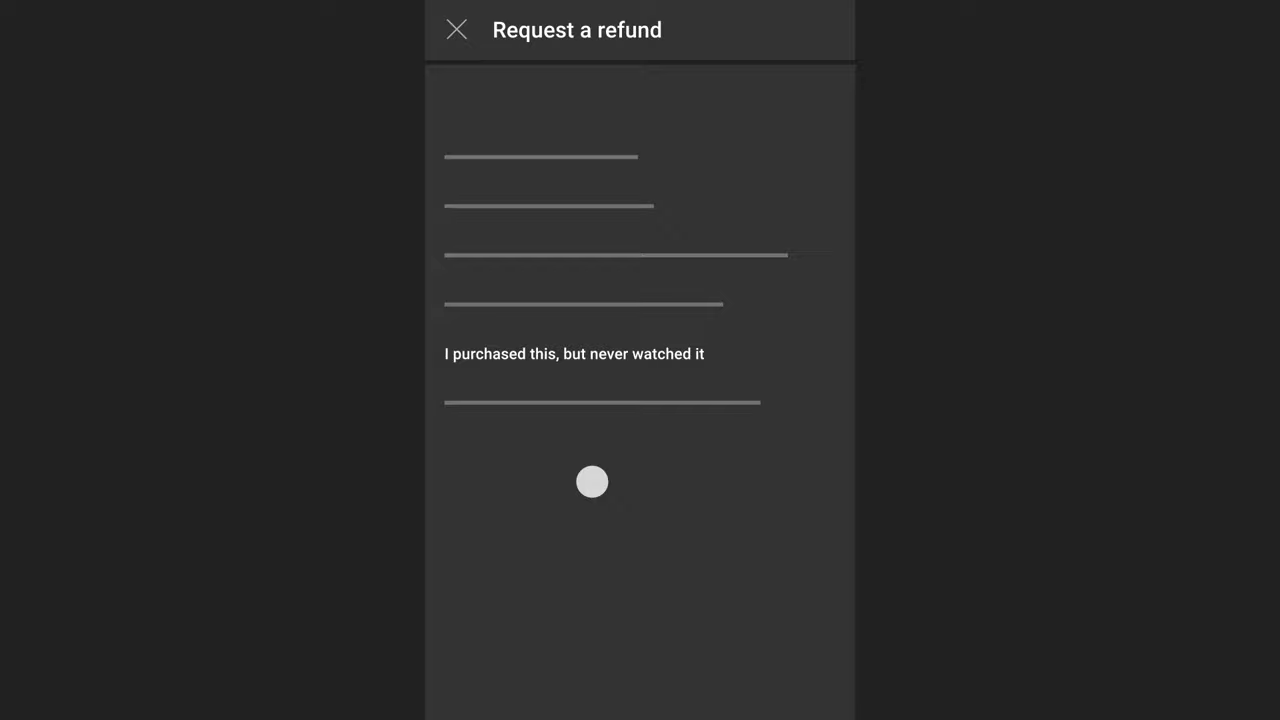 Request a refund
I purchased this, but never watched it